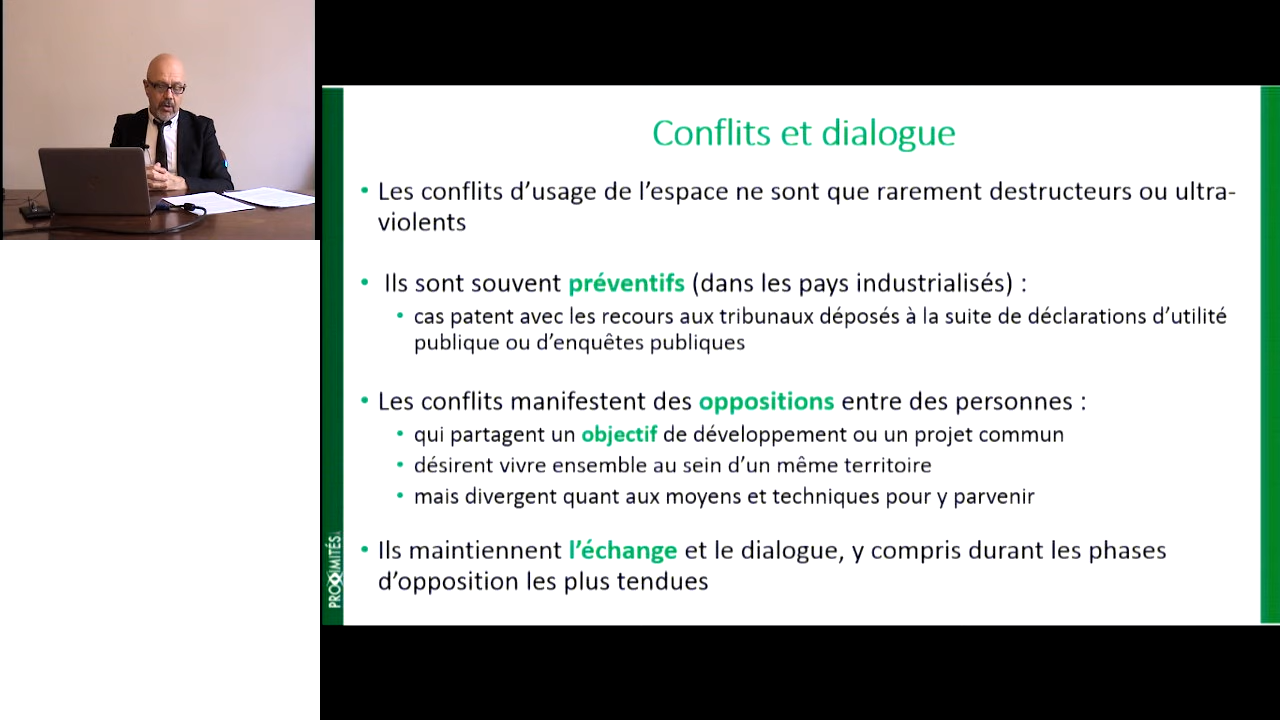 Conflits et dialogue
• Les conflits d’usage de l’espace ne sont que rarement destructeurs ou ultra-
violents
• Ils sont souvent préventifs (dans les pays industrialisés) :
• cas patent avec les recours aux tribunaux déposés à la suite de déclarations d’utilité
publique ou d’enquêtes publiques
• Les conflits manifestent des oppositions entre des personnes :
• qui partagent un objectif de développement ou un projet commun
• désirent vivre ensemble au sein d’un même territoire
• mais divergent quant aux moyens et techniques pour y parvenir
• Ils maintiennent l’échange et le dialogue, y compris durant les phases
d’opposition les plus tendues
PROXIMITÉS